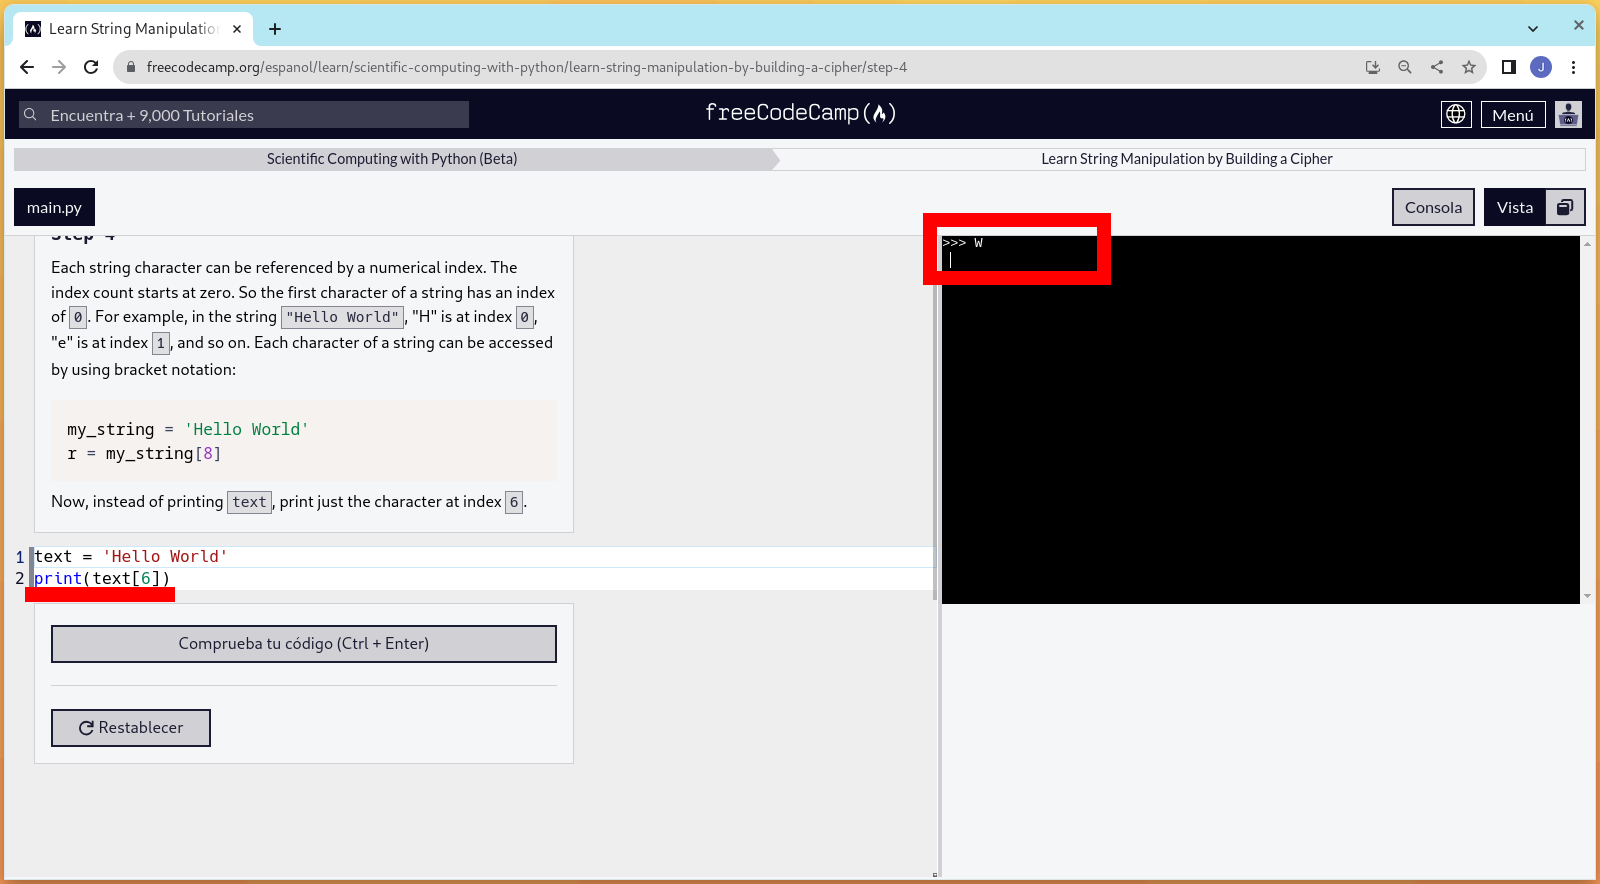 Learn String Manipulatio
freecodecamp.org/espanol/learn/scientific-computing-with-python/learn-string-manipulation-by-building-a-cipher/step-4
J
Encuentra + 9,000 Tutoriales
freeCodeCamp
Menú
Scientific Computing with Python (Beta)
Learn String Manipulation by Building a Cipher
main.py
Consola
Vista
Step 4
Each string character can be referenced by a numerical index. The
index count starts at zero. So the first character of a string has an index
of 0. For example, in the string "Hello World", "H" is at index 0,
"e" is at index 1, and so on. Each character of a string can be accessed
by using bracket notation:
my_string = 'Hello World'
r = my_string[8]
Now, instead of printing text, print just the character at index 6.
1 text = 'Hello World'
2 print(text[6])
Comprueba tu código (Ctrl + Enter)
Restablecer
>>> W